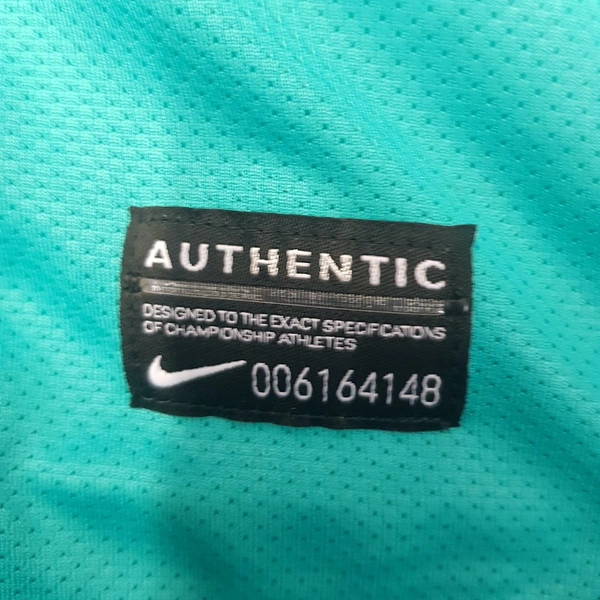 AUTHENTIC
DESIGNED TO THE EXACT SPECIFICATIONS
OF CHAMPIONSHIP ATHLETES
006164148